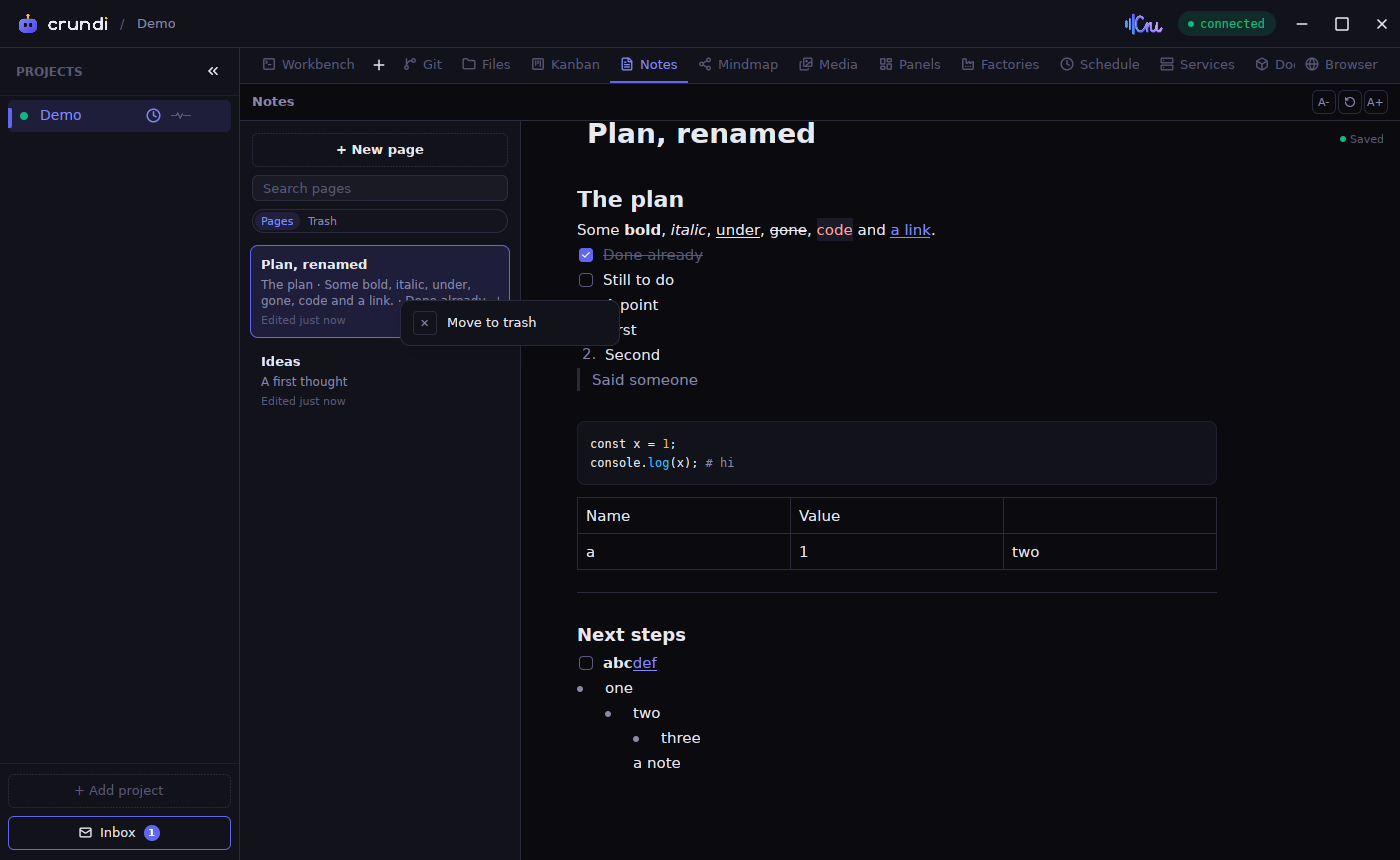 crundi / Demo
Cru
connected
PROJECTS
Demo
+ Add project
Inbox 1
Workbench + Git Files Kanban Notes Mindmap Media Panels Factories Schedule Services Doc Browser
Notes
A- A+
+ New page
Search pages
Pages Trash
Plan, renamed
The plan · Some bold, italic, under,
gone, code and a link. · Done already
Edited just now
Move to trash
Ideas
A first thought
Edited just now
Plan, renamed
Saved
The plan
Some bold, italic, under, gone, code and a link.
Done already
Still to do
point
2. Second
Said someone
const x = 1;
console.log(x); # hi
Name Value
a 1 two
Next steps
abcdef
one
two
three
a note